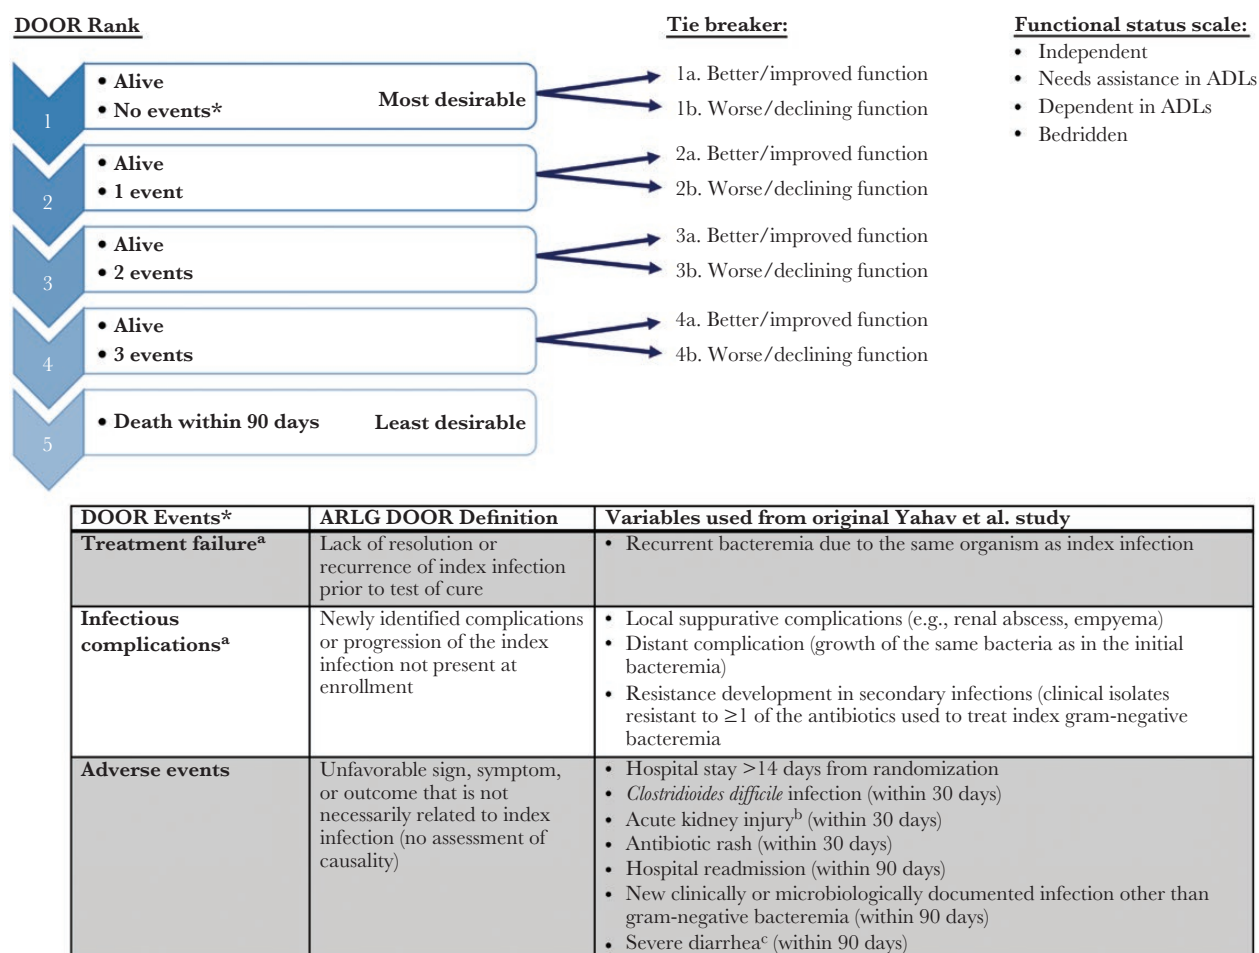 DOOR Rank
Tie breaker:
Functional status scale:
1
• Alive
• No events*
Most desirable
1a. Better/improved function
1b. Worse/declining function
• Independent
• Needs assistance in ADLs
• Dependent in ADLs
• Bedridden
2
• Alive
• 1 event
2a. Better/improved function
2b. Worse/declining function
3
• Alive
• 2 events
3a. Better/improved function
3b. Worse/declining function
4
• Alive
• 3 events
4a. Better/improved function
4b. Worse/declining function
5
• Death within 90 days
Least desirable
DOOR Events*
ARLG DOOR Definition
Variables used from original Yahav et al. study
Treatment failureᵃ
Lack of resolution or
recurrence of index infection
prior to test of cure
• Recurrent bacteremia due to the same organism as index infection
Infectious
complicationsᵃ
Newly identified complications
or progression of the index
infection not present at
enrollment
• Local suppurative complications (e.g., renal abscess, empyema)
• Distant complication (growth of the same bacteria as in the initial
bacteremia)
• Resistance development in secondary infections (clinical isolates
resistant to ≥1 of the antibiotics used to treat index gram-negative
bacteremia
Adverse events
Unfavorable sign, symptom,
or outcome that is not
necessarily related to index
infection (no assessment of
causality)
• Hospital stay >14 days from randomization
• Clostridioides difficile infection (within 30 days)
• Acute kidney injuryᵇ (within 30 days)
• Antibiotic rash (within 30 days)
• Hospital readmission (within 90 days)
• New clinically or microbiologically documented infection other than
gram-negative bacteremia (within 90 days)
• Severe diarrheaᶜ (within 90 days)